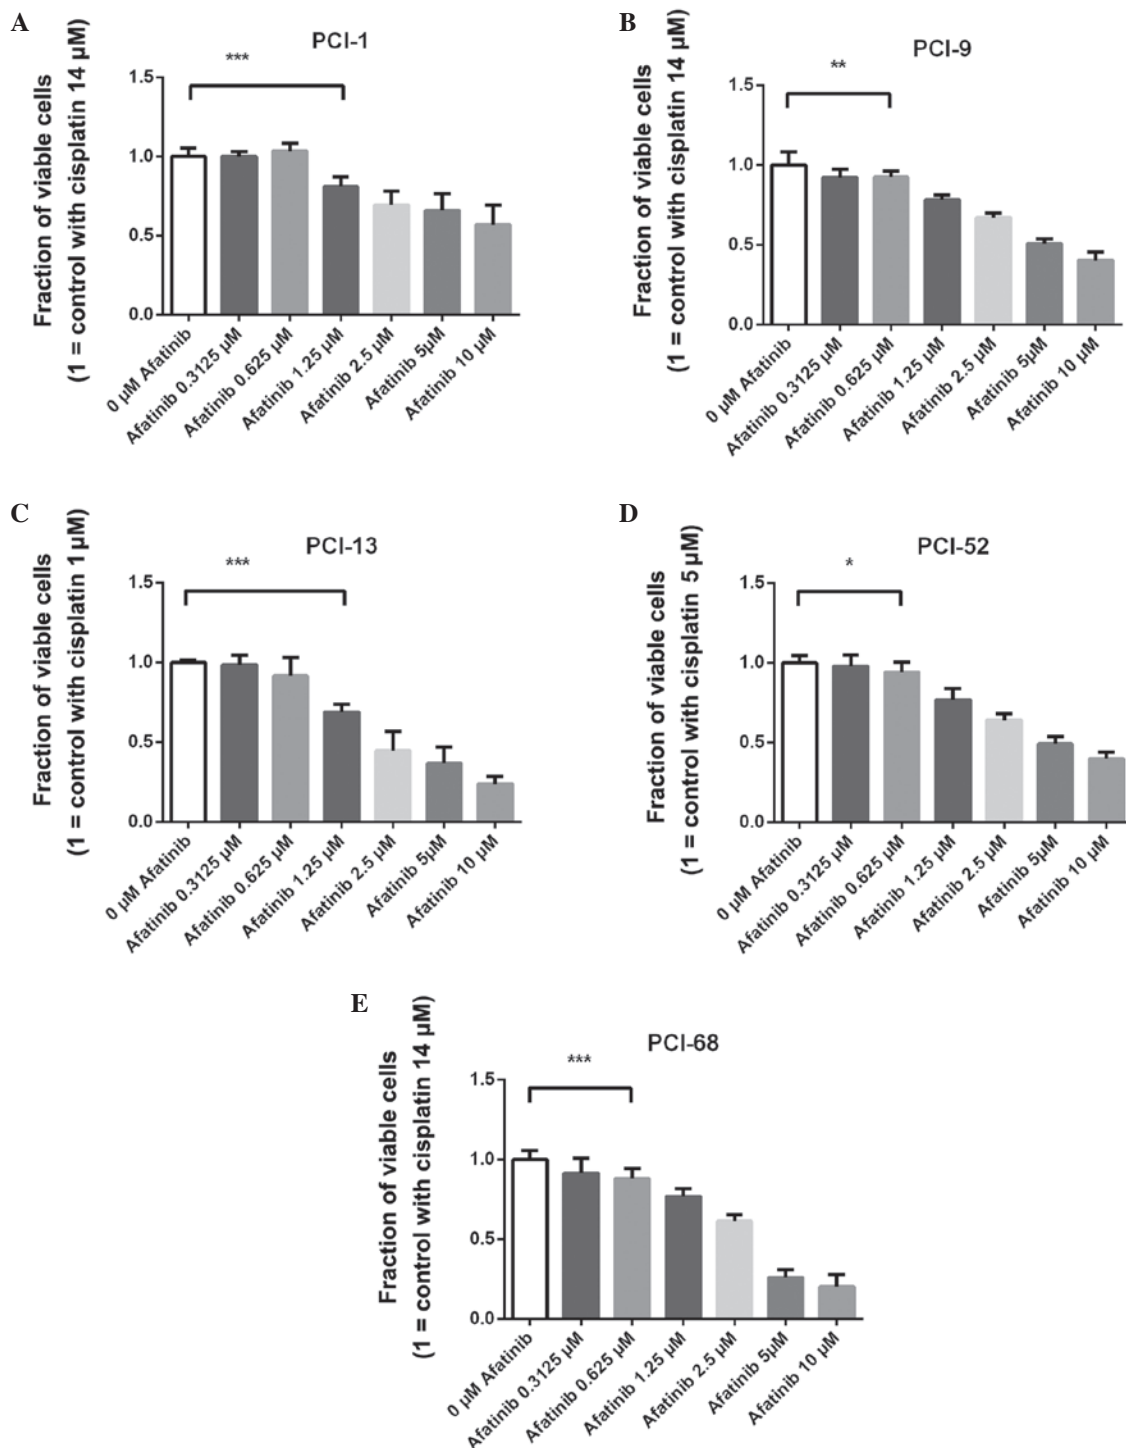 A
PCI-1
***
Fraction of viable cells
(1 = control with cisplatin 14 µM)
1.5
1.0
0.5
0.0
0 µM Afatinib
Afatinib 0.3125 µM
Afatinib 0.625 µM
Afatinib 1.25 µM
Afatinib 2.5 µM
Afatinib 5µM
Afatinib 10 µM
B
PCI-9
**
Fraction of viable cells
(1 = control with cisplatin 14 µM)
1.5
1.0
0.5
0.0
0 µM Afatinib
Afatinib 0.3125 µM
Afatinib 0.625 µM
Afatinib 1.25 µM
Afatinib 2.5 µM
Afatinib 5µM
Afatinib 10 µM
C
PCI-13
***
Fraction of viable cells
(1 = control with cisplatin 1 µM)
1.5
1.0
0.5
0.0
0 µM Afatinib
Afatinib 0.3125 µM
Afatinib 0.625 µM
Afatinib 1.25 µM
Afatinib 2.5 µM
Afatinib 5µM
Afatinib 10 µM
D
PCI-52
*
Fraction of viable cells
(1 = control with cisplatin 5 µM)
1.5
1.0
0.5
0.0
0 µM Afatinib
Afatinib 0.3125 µM
Afatinib 0.625 µM
Afatinib 1.25 µM
Afatinib 2.5 µM
Afatinib 5µM
Afatinib 10 µM
E
PCI-68
***
Fraction of viable cells
(1 = control with cisplatin 14 µM)
1.5
1.0
0.5
0.0
0 µM Afatinib
Afatinib 0.3125 µM
Afatinib 0.625 µM
Afatinib 1.25 µM
Afatinib 2.5 µM
Afatinib 5µM
Afatinib 10 µM